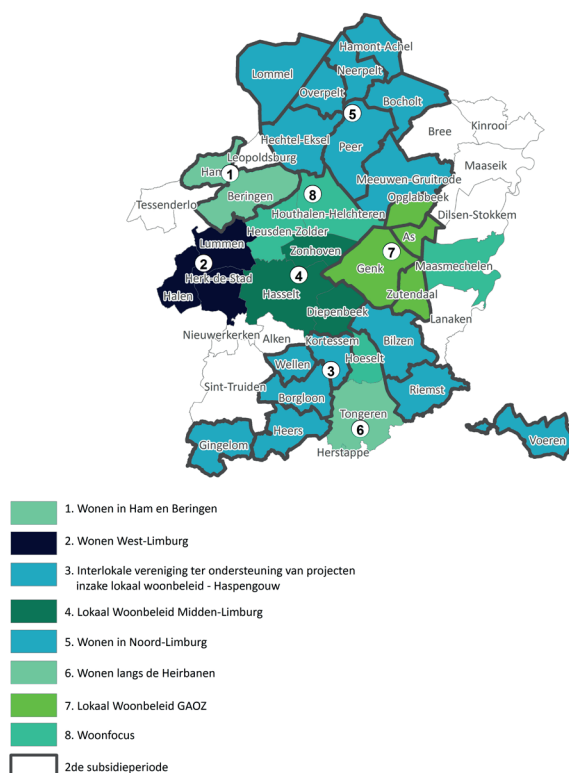 Hamont-Achel
Lommel
Neerpelt
Overpelt
Bocholt
5
Kinrooi
Bree
Hechtel-Eksel
Peer
Leopoldsburg
Maaseik
Ham
1
Meeuwen-Gruitrode
Beringen
8
Opglabbeek
Tessenderlo
Houthalen-Helchteren
Dilsen-Stokkem
Heusden-Zolder
As
Lummen
Zonhoven
7
2
Genk
Maasmechelen
4
Herk-de-Stad
Halen
Hasselt
Zutendaal
Diepenbeek
Lanaken
Nieuwerkerken
Alken
Kortessem
Bilzen
Hoeselt
Wellen
3
Sint-Truiden
Riemst
Borgloon
Tongeren
Heers
6
Gingelom
Voeren
Herstappe
1. Wonen in Ham en Beringen
2. Wonen West-Limburg
3. Interlokale vereniging ter ondersteuning van projecten
inzake lokaal woonbeleid - Haspengouw
4. Lokaal Woonbeleid Midden-Limburg
5. Wonen in Noord-Limburg
6. Wonen langs de Heirbanen
7. Lokaal Woonbeleid GAOZ
8. Woonfocus
2de subsidieperiode